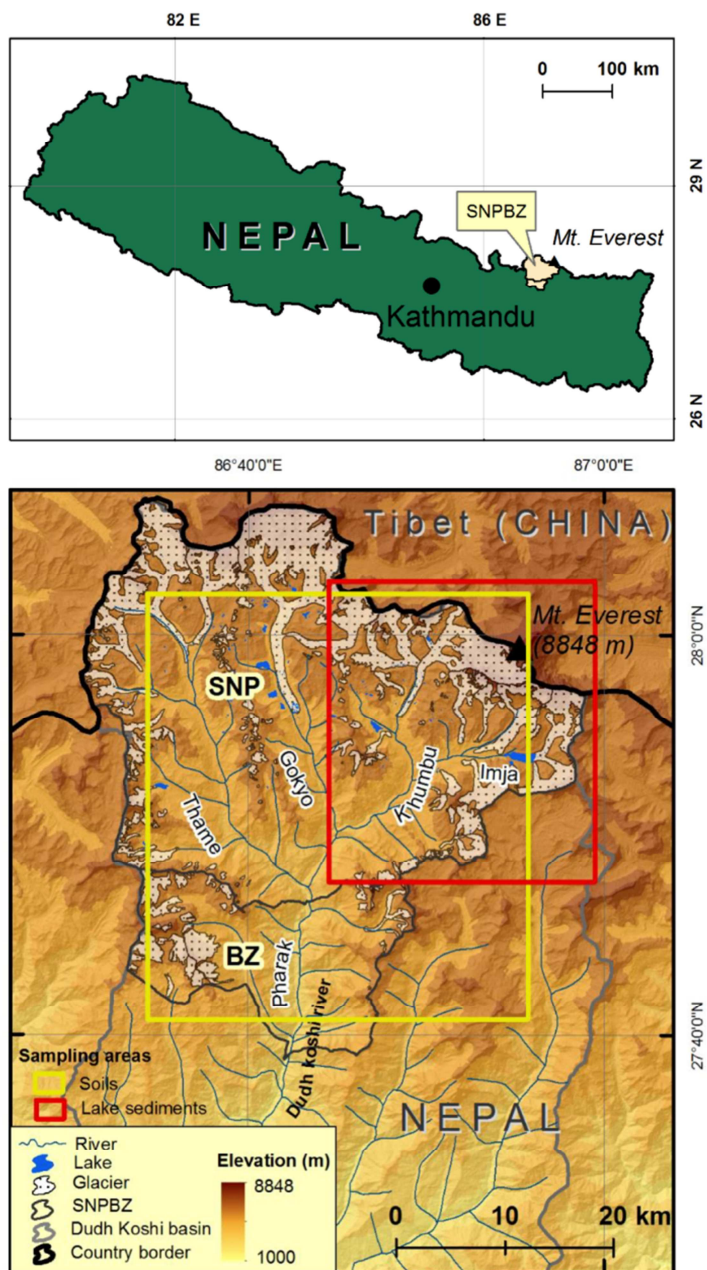 82 E
86 E
0
100 km
29 N
SNPBZ
Mt. Everest
NEPAL
Kathmandu
26 N
86°40'0"E
87°0'0"E
Tibet (CHINA)
Mt. Everest
(8848 m)
28°0'0"N
SNP
Gokyo
Khumbu
Imja
Thame
BZ
Pharak
Dudh koshi river
27°40'0"N
NEPAL
Sampling areas
Soils
Lake sediments
River
Lake
Glacier
SNPBZ
Dudh Koshi basin
Country border
Elevation (m)
8848
1000
0
10
20 km